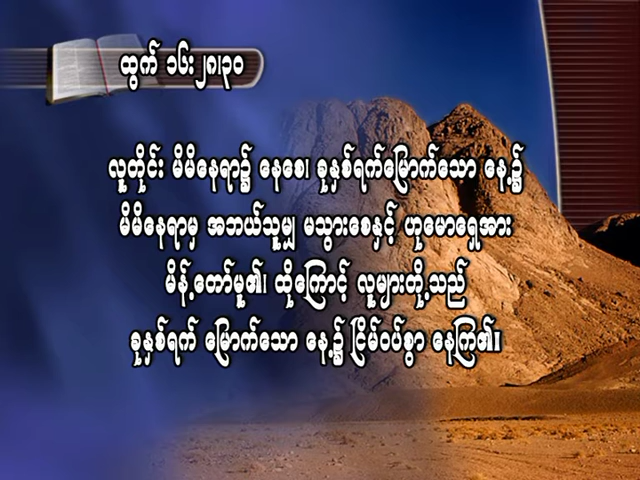 ထွက် ၁၆း၂၈၊၃၀
လူတိုင်း မိမိနေရာ၌ နေစေ၊ ခုနှစ်ရက်မြောက်သော နေ့၌
မိမိနေရာမှ အဘယ်သူမျှ မသွားစေနှင့် ဟုမောရှေအား
မိန့်တော်မူ၏၊ ထိုကြောင့် လူများတို့သည်
ခုနှစ်ရက် မြောက်သော နေ့၌ ငြိမ်ဝပ်စွာ နေကြ၏။